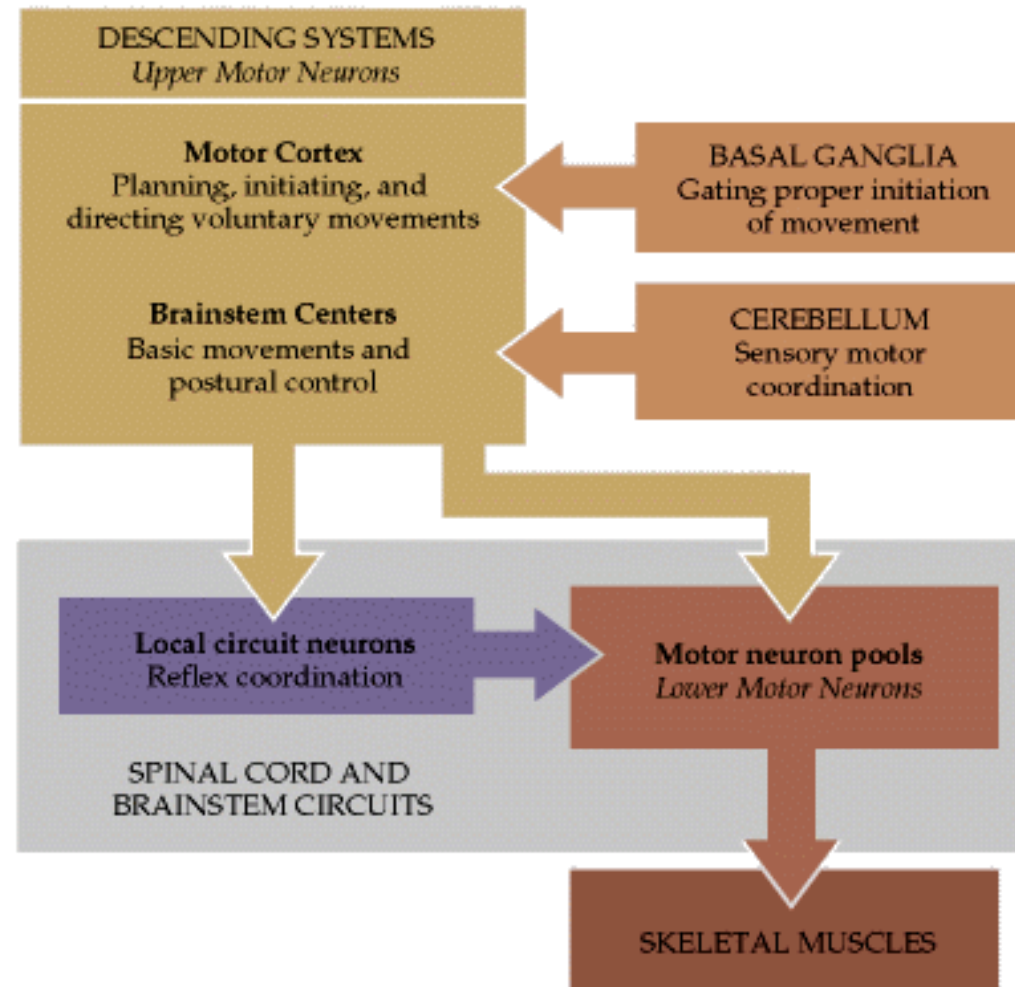 DESCENDING SYSTEMS
Upper Motor Neurons
Motor Cortex
Planning, initiating, and
directing voluntary movements
BASAL GANGLIA
Gating proper initiation
of movement
Brainstem Centers
Basic movements and
postural control
CEREBELLUM
Sensory motor
coordination
Local circuit neurons
Reflex coordination
Motor neuron pools
Lower Motor Neurons
SPINAL CORD AND
BRAINSTEM CIRCUITS
SKELETAL MUSCLES